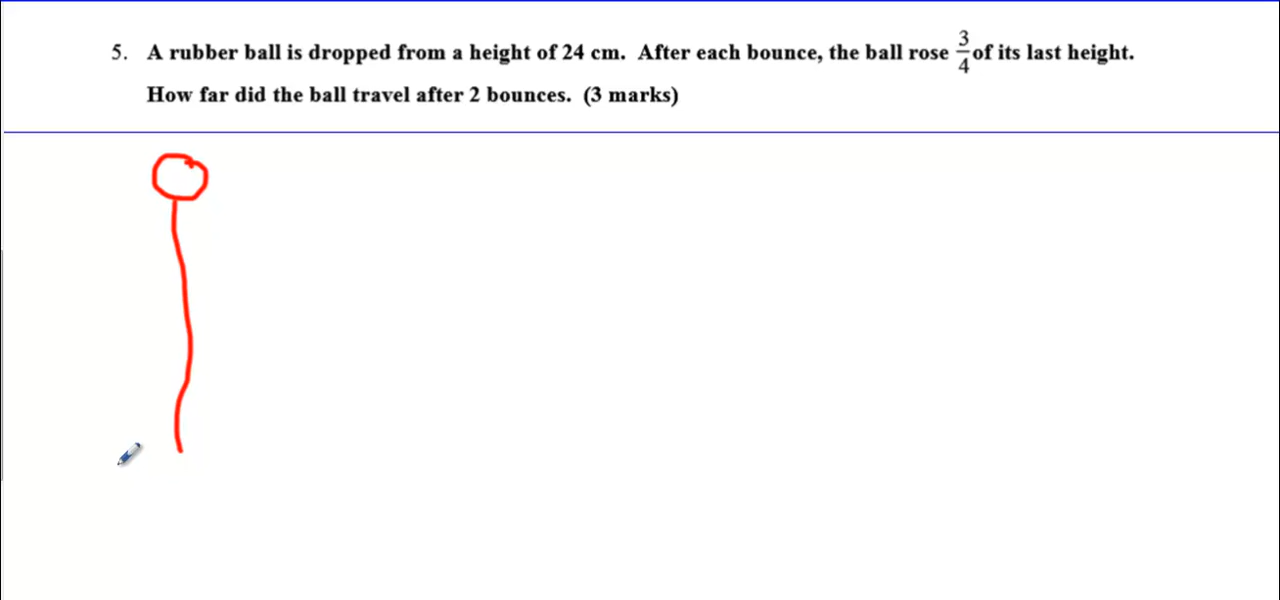 5. A rubber ball is dropped from a height of 24 cm. After each bounce, the ball rose 3/4 of its last height.
How far did the ball travel after 2 bounces. (3 marks)